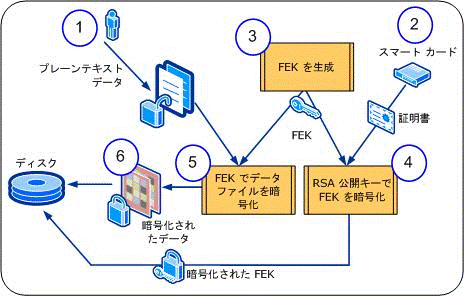 1
プレーンテキスト
データ
2
スマート カード
3
FEK を生成
FEK
証明書
4
RSA 公開キーで
FEK を暗号化
5
FEK でデータ
ファイルを暗
号化
6
暗号化され
たデータ
ディスク
暗号化された FEK